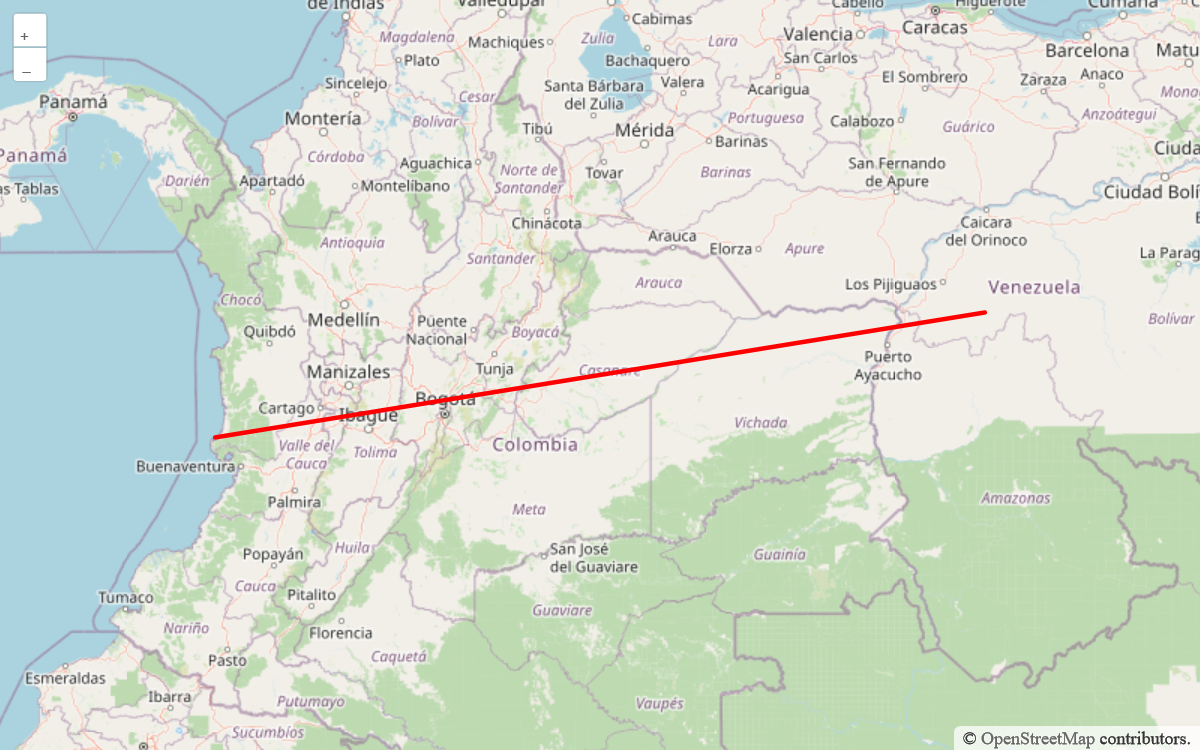 de Indias
Valledupar
Cabimas
Cabello
Higuerote
Cumaná
+
–
Magdalena
Machiques
Zulia
Lara
Valencia
Caracas
Barcelona
Plato
Bachaquero
San Carlos
Sincelejo
Santa Bárbara
del Zulia
Valera
Acarigua
El Sombrero
Zaraza
Anaco
Panamá
Cesar
Montería
Bolívar
Tibú
Mérida
Portuguesa
Calabozo
Guárico
Anzoátegui
Panamá
Córdoba
Aguachica
Barinas
Darién
Apartadó
Montelíbano
Norte de
Santander
Tovar
Barinas
San Fernando
de Apure
as Tablas
Chinácota
Caicara
del Orinoco
Antioquia
Arauca
Elorza
Apure
Santander
La Parag
Chocó
Arauca
Los Pijiguaos
Venezuela
Medellín
Puente
Nacional
Boyacá
Bolívar
Quibdó
Manizales
Tunja
Casanare
Puerto
Ayacucho
Cartago
Ibagué
Bogotá
Vichada
Valle del
Cauca
Tolima
Colombia
Buenaventura
Palmira
Meta
Amazonas
Popayán
Huila
San José
del Guaviare
Guainía
Cauca
Pitalito
Tumaco
Guaviare
Nariño
Florencia
Pasto
Caquetá
Esmeraldas
Ibarra
Putumayo
Vaupés
Sucumbíos
© OpenStreetMap contributors.